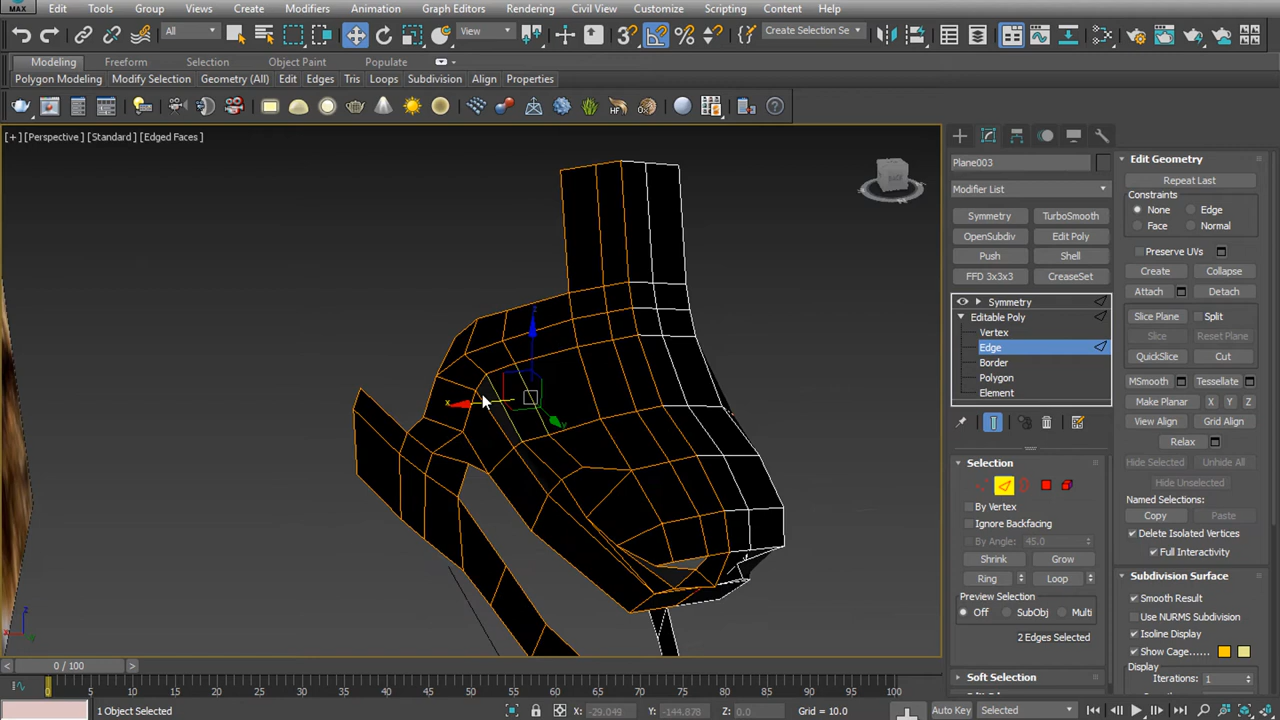 MAX Edit Tools Group Views Create Modifiers Animation Graph Editors Rendering Civil View Customize Scripting Content Help
All View Create Selection Se
Modeling Freeform Selection Object Paint Populate
Polygon Modeling Modify Selection Geometry (All) Edit Edges Tris Loops Subdivision Align Properties
[+] [Perspective] [Standard] [Edged Faces]
BACK
z
x
y
z
x
y
Plane003
Modifier List
Symmetry TurboSmooth
OpenSubdiv Edit Poly
Push Shell
FFD 3x3x3 CreaseSet
Symmetry
Editable Poly
Vertex
Edge
Border
Polygon
Element
Selection
By Vertex
Ignore Backfacing
By Angle: 45.0
Shrink Grow
Ring Loop
Preview Selection
Off SubObj Multi
2 Edges Selected
Soft Selection
Edit Geometry
Repeat Last
Constraints
None Edge
Face Normal
Preserve UVs
Create Collapse
Attach Detach
Slice Plane Split
Slice Reset Plane
QuickSlice Cut
MSmooth Tessellate
Make Planar X Y Z
View Align Grid Align
Relax
Hide Selected Unhide All
Hide Unselected
Named Selections:
Copy Paste
Delete Isolated Vertices
Full Interactivity
Subdivision Surface
Smooth Result
Use NURMS Subdivision
Isoline Display
Show Cage......
Display
Iterations: 1
< 0 / 100 >
0 5 10 15 20 25 30 35 40 45 50 55 60 65 70 75 80 85 90 95 100
1 Object Selected X: -29.049 Y: -144.878 Z: 0.0 Grid = 10.0 Auto Key Selected